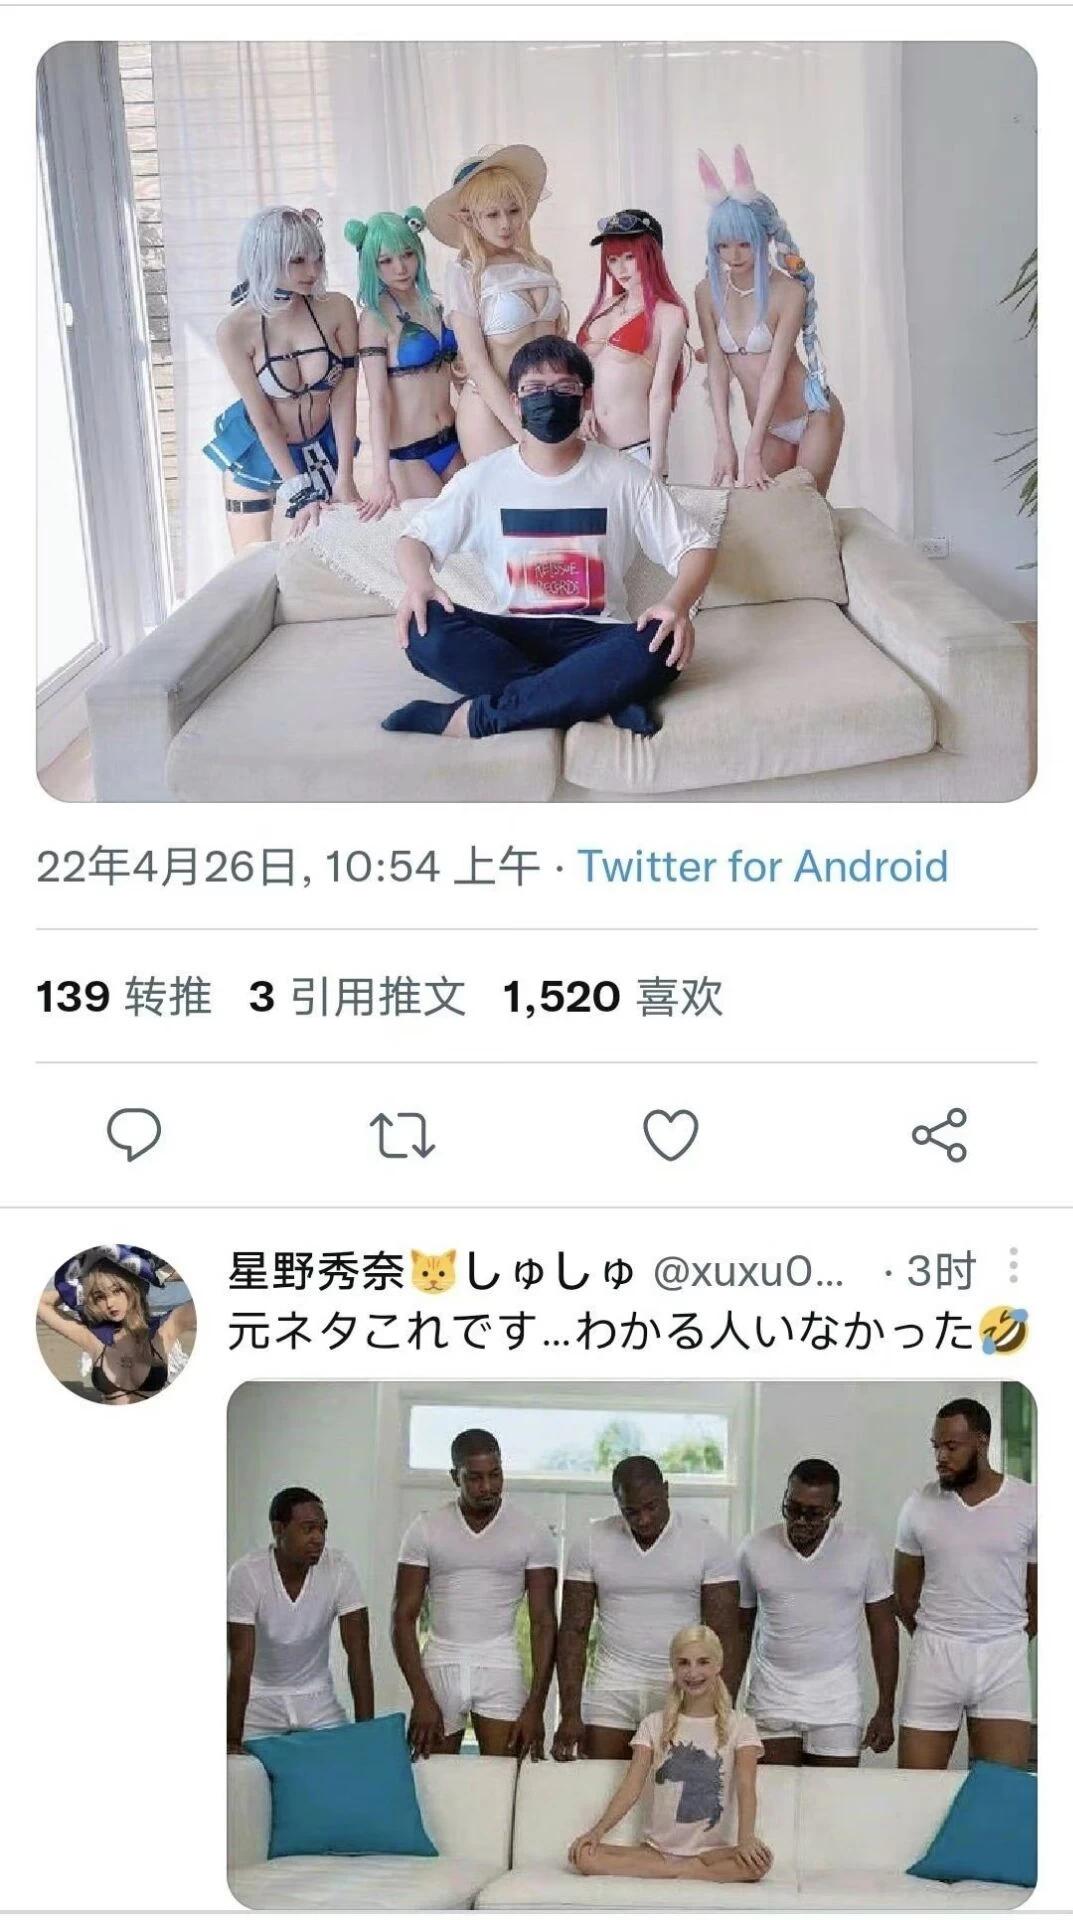 REISSUE
RECORDS
22年4月26日, 10:54 上午 · Twitter for Android
139 转推 3 引用推文 1,520 喜欢
星野秀奈🐱しゅしゅ @xuxu0... · 3时
元ネタこれです...わかる人いなかった🤣